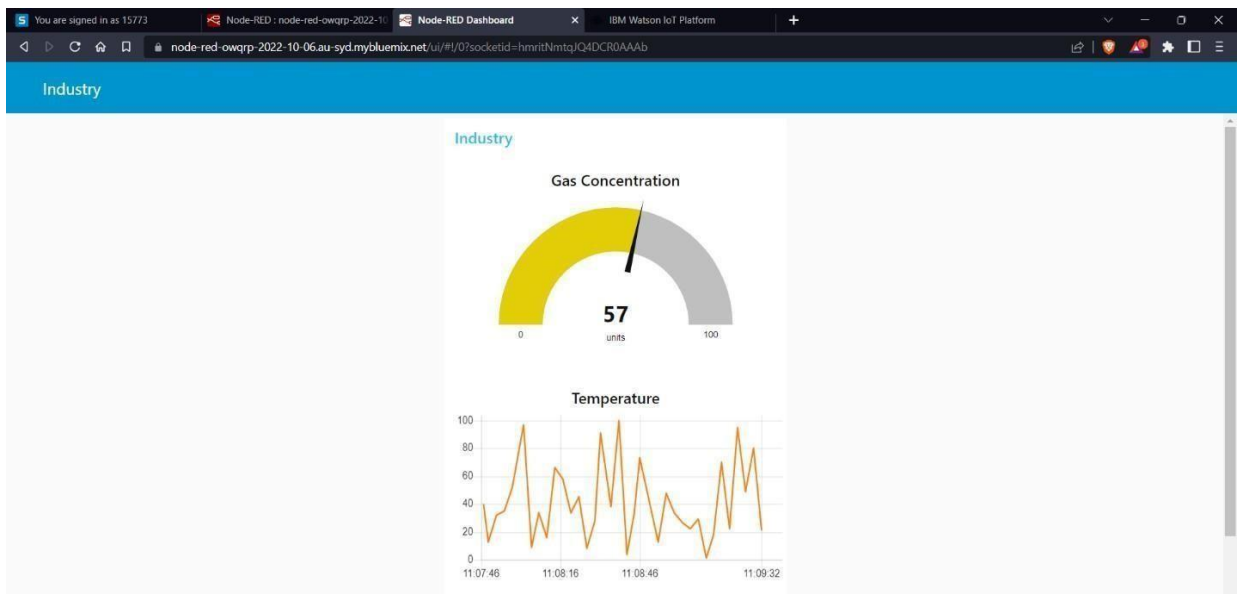 You are signed in as 15773
Node-RED : node-red-owqrp-2022-10
Node-RED Dashboard
IBM Watson IoT Platform
node-red-owqrp-2022-10-06.au-syd.mybluemix.net/ui/#!/0?socketid=hmritNmtqJQ4DCR0AAAb
Industry
Industry
Gas Concentration
57
0
units
100
Temperature
100
80
60
40
20
0
11:07:46
11:08:16
11:08:46
11:09:32